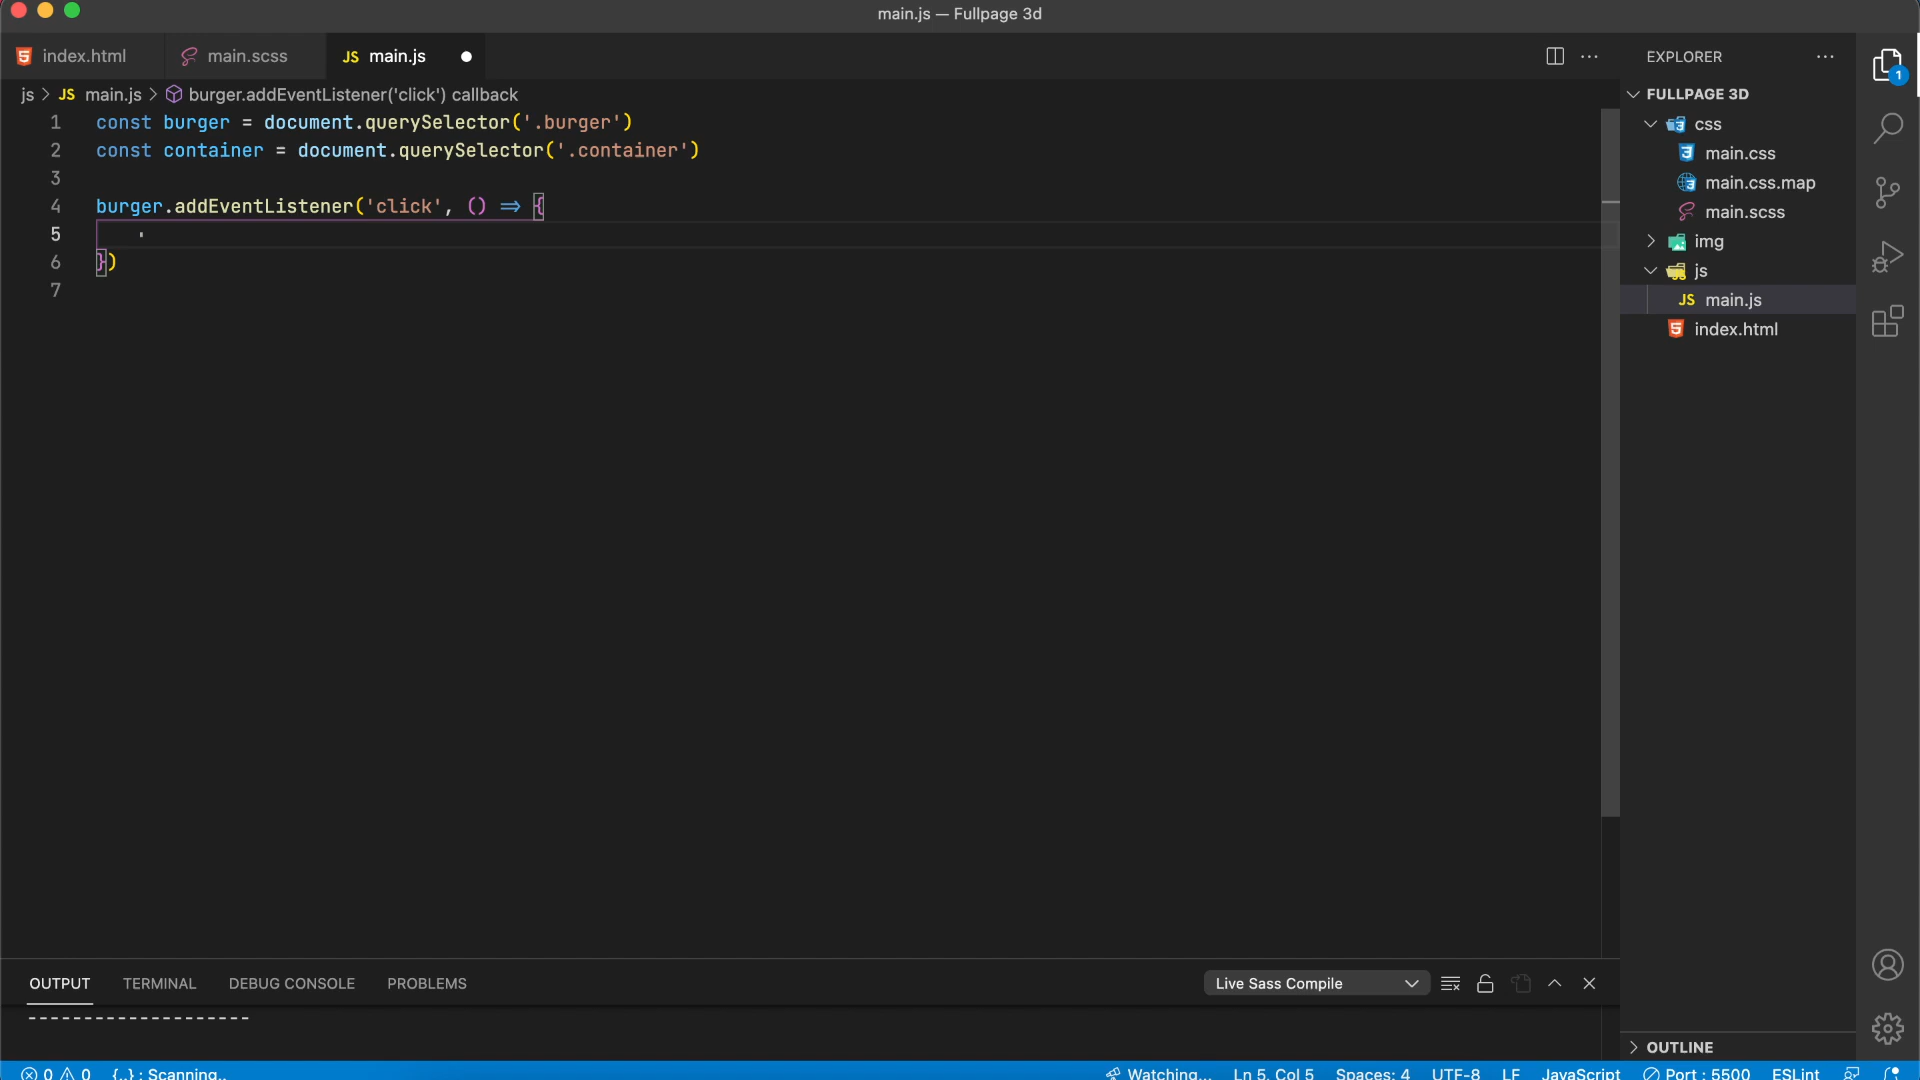 main.js — Fullpage 3d
index.html
main.scss
JS main.js
EXPLORER
js > JS main.js > burger.addEventListener('click') callback
FULLPAGE 3D
1 const burger = document.querySelector('.burger')
2 const container = document.querySelector('.container')
3
4 burger.addEventListener('click', () => {
5
6 })
7
css
main.css
main.css.map
main.scss
img
js
JS main.js
index.html
1
OUTPUT
TERMINAL
DEBUG CONSOLE
PROBLEMS
Live Sass Compile
--------------------
OUTLINE
0 0 {..} : Scanning.. Watching... Ln 5, Col 5 Spaces: 4 UTF-8 LF JavaScript Port : 5500 ESLint